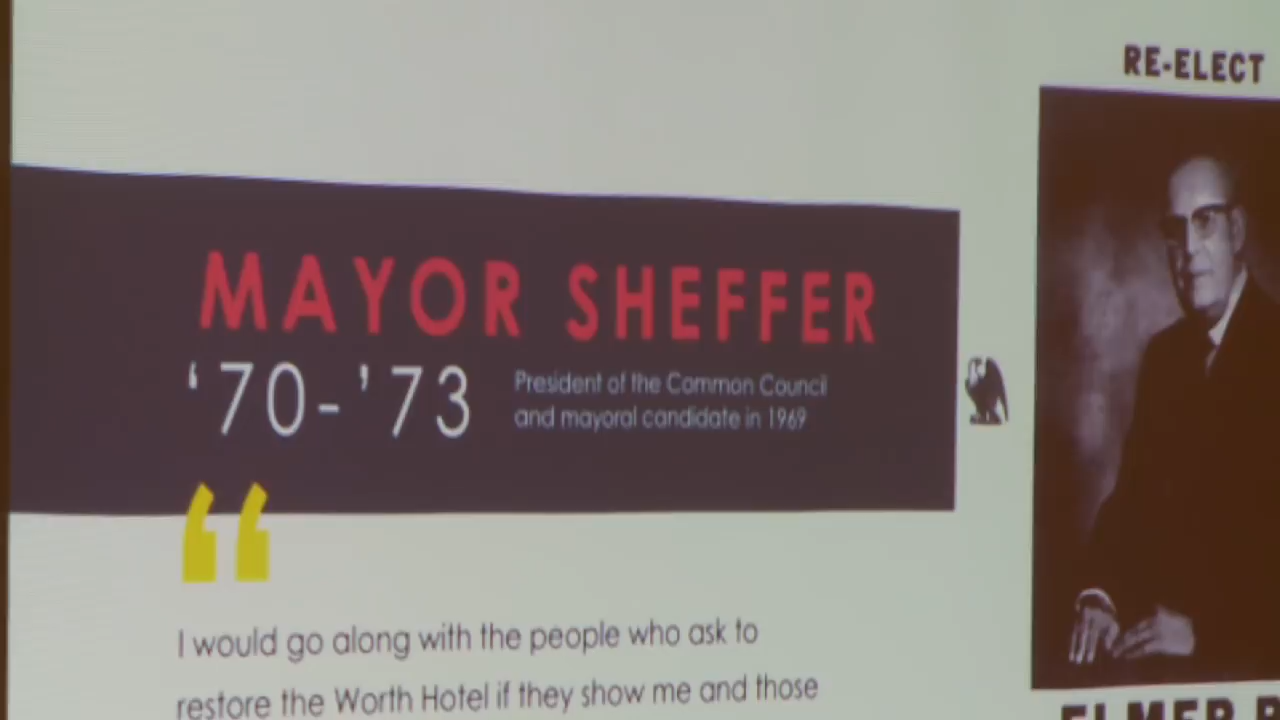 RE-ELECT
MAYOR SHEFFER
‘70-’73
President of the Common Council
and mayoral candidate in 1969
“
I would go along with the people who ask to
restore the Worth Hotel if they show me and those
ELMER